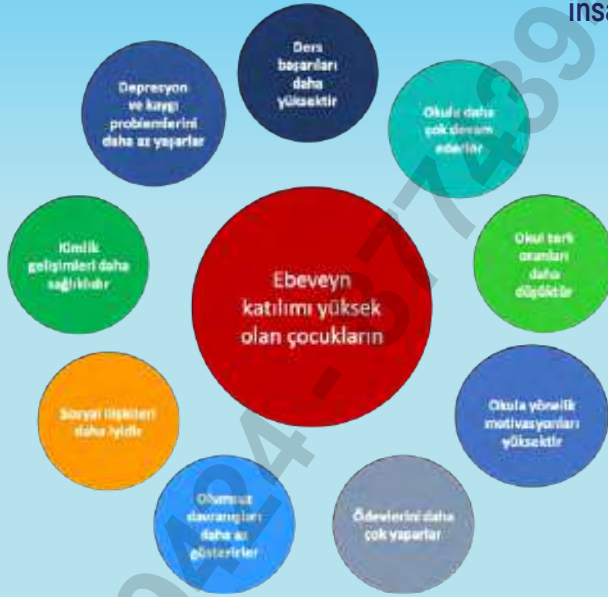 insa
Ders
başarıları
daha
yüksektir
Okula daha
çok devam
ederler
Okul terk
oranları
daha
düşüktür
Okula yönelik
motivasyonları
yüksektir
Ödevlerini daha
çok yaparlar
Olumsuz
davranışları
daha az
gösterirler
Sosyal ilişkileri
daha iyidir
Kimlik
gelişimleri daha
sağlıklıdır
Depresyon
ve kaygı
problemlerini
daha az yaşarlar
Ebeveyn
katılımı yüksek
olan çocukların